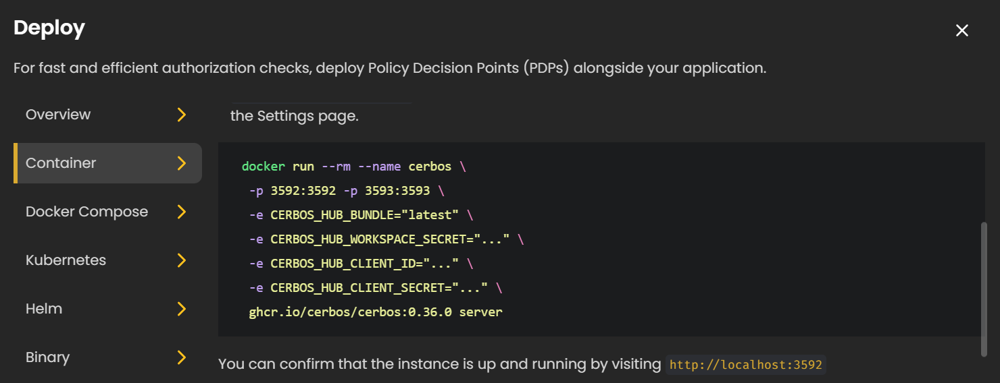 Deploy
For fast and efficient authorization checks, deploy Policy Decision Points (PDPs) alongside your application.
Overview
Container
Docker Compose
Kubernetes
Helm
Binary
the Settings page.
docker run --rm --name cerbos \
-p 3592:3592 -p 3593:3593 \
-e CERBOS_HUB_BUNDLE="latest" \
-e CERBOS_HUB_WORKSPACE_SECRET="..." \
-e CERBOS_HUB_CLIENT_ID="..." \
-e CERBOS_HUB_CLIENT_SECRET="..." \
ghcr.io/cerbos/cerbos:0.36.0 server
You can confirm that the instance is up and running by visiting http://localhost:3592